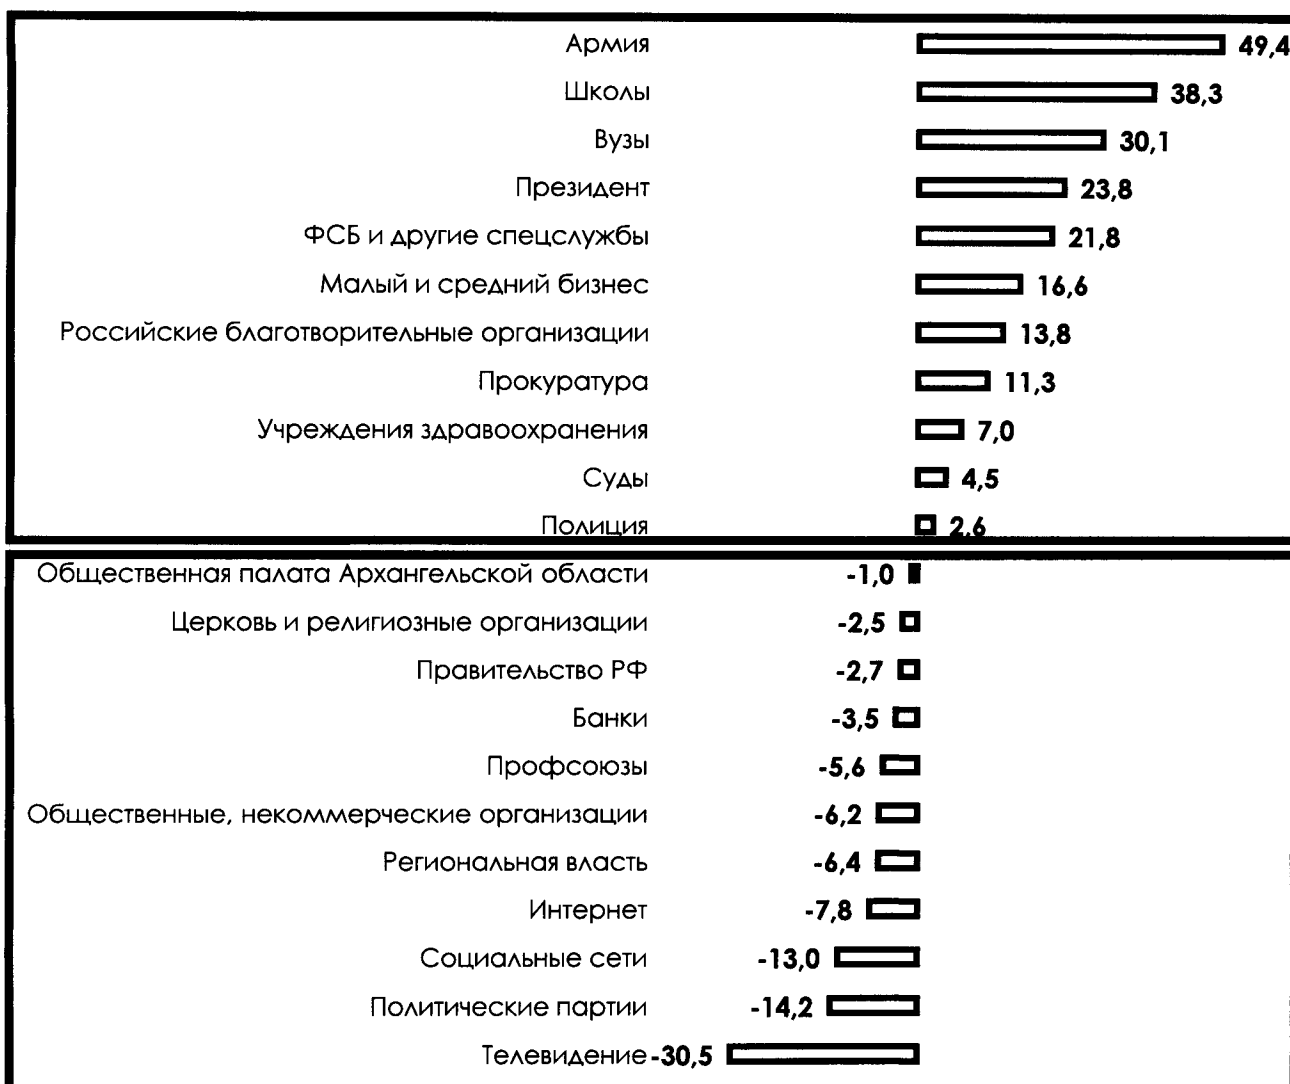 Армия 49,4
Школы 38,3
Вузы 30,1
Президент 23,8
ФСБ и другие спецслужбы 21,8
Малый и средний бизнес 16,6
Российские благотворительные организации 13,8
Прокуратура 11,3
Учреждения здравоохранения 7,0
Суды 4,5
Полиция 2,6
Общественная палата Архангельской области -1,0
Церковь и религиозные организации -2,5
Правительство РФ -2,7
Банки -3,5
Профсоюзы -5,6
Общественные, некоммерческие организации -6,2
Региональная власть -6,4
Интернет -7,8
Социальные сети -13,0
Политические партии -14,2
Телевидение -30,5